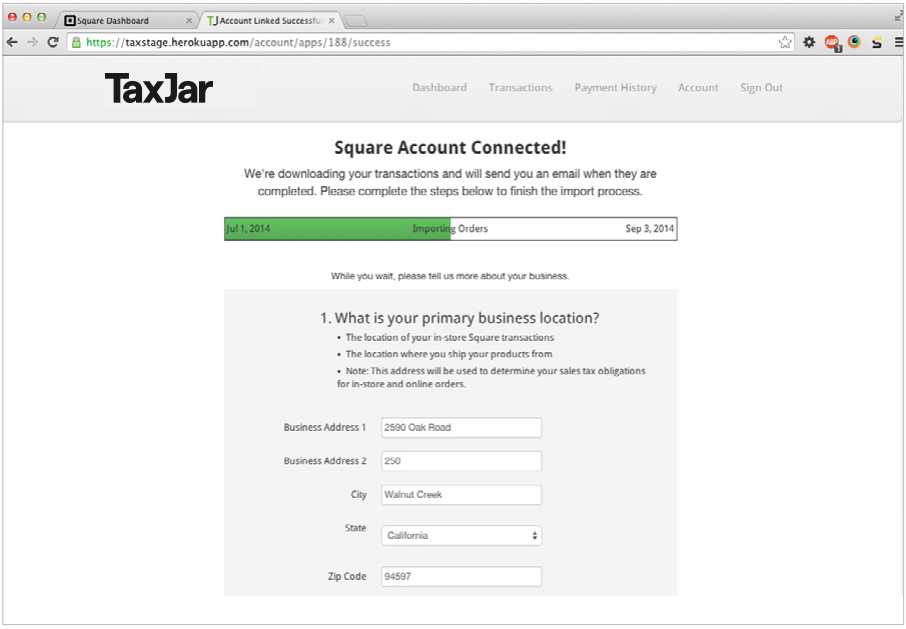 Square Dashboard ×
TJ Account Linked Successfu ×
https://taxstage.herokuapp.com/account/apps/188/success
ABP
TaxJar
Dashboard Transactions Payment History Account Sign Out
Square Account Connected!
We're downloading your transactions and will send you an email when they are
completed. Please complete the steps below to finish the import process.
Jul 1, 2014 Importing Orders Sep 3, 2014
While you wait, please tell us more about your business.
1. What is your primary business location?
• The location of your in-store Square transactions
• The location where you ship your products from
• Note: This address will be used to determine your sales tax obligations
for in-store and online orders.
Business Address 1 2590 Oak Road
Business Address 2 250
City Walnut Creek
State California
Zip Code 94597